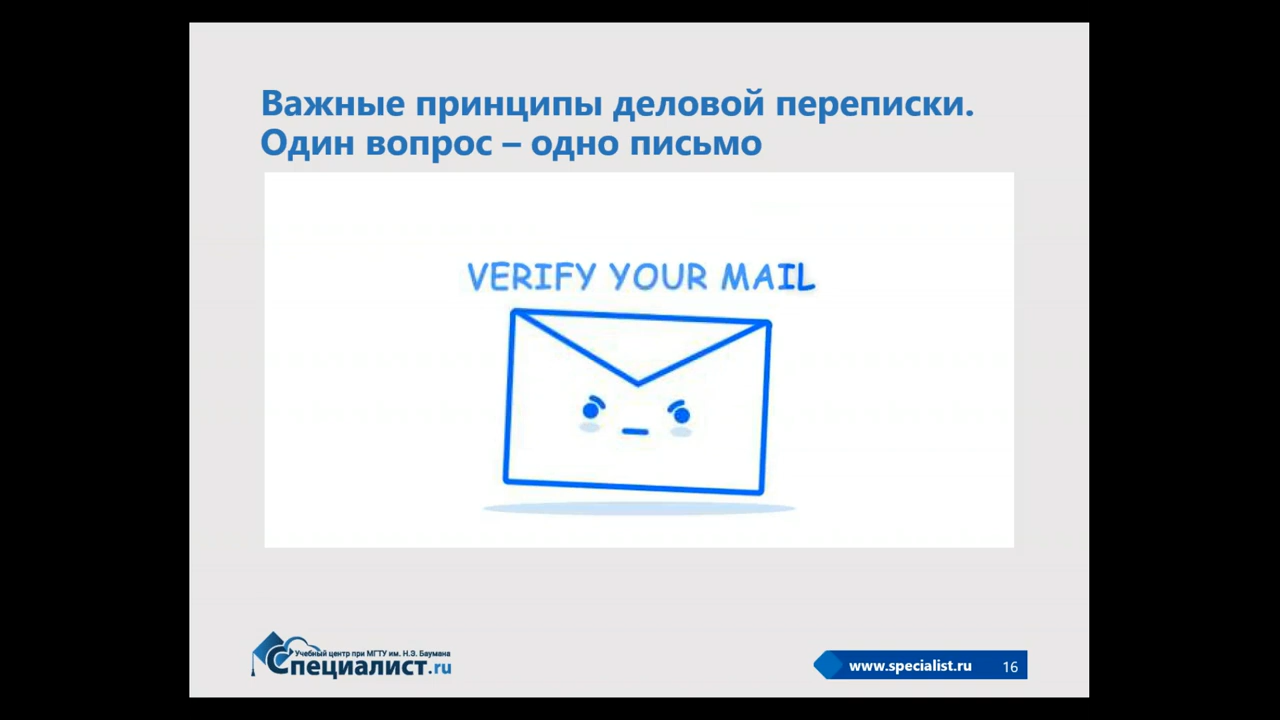 Важные принципы деловой переписки.
Один вопрос – одно письмо
VERIFY YOUR MAIL
Учебный центр при МГТУ им. Н.Э. Баумана
Специалист.ru
www.specialist.ru 16